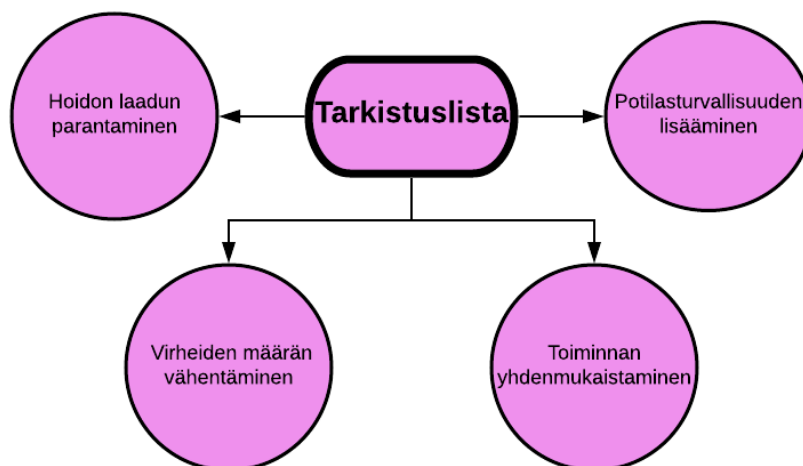 Tarkistuslista
Hoidon laadun
parantaminen
Potilasturvallisuuden
lisääminen
Virheiden määrän
vähentäminen
Toiminnan
yhdenmukaistaminen